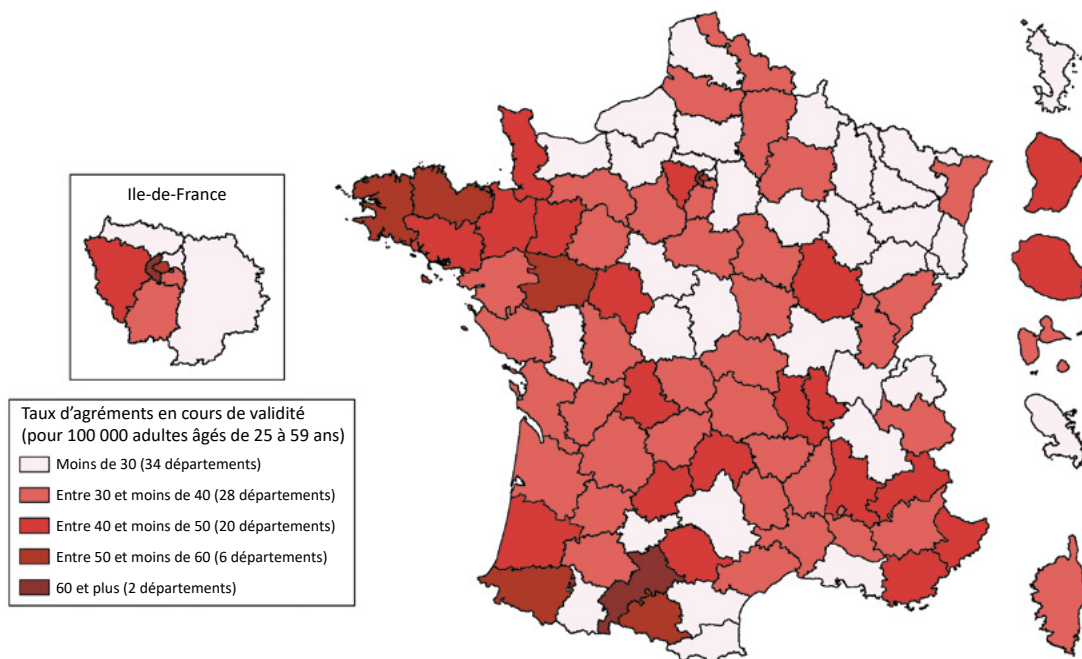 Ile-de-France
Taux d’agréments en cours de validité
(pour 100 000 adultes âgés de 25 à 59 ans)
Moins de 30 (34 départements)
Entre 30 et moins de 40 (28 départements)
Entre 40 et moins de 50 (20 départements)
Entre 50 et moins de 60 (6 départements)
60 et plus (2 départements)